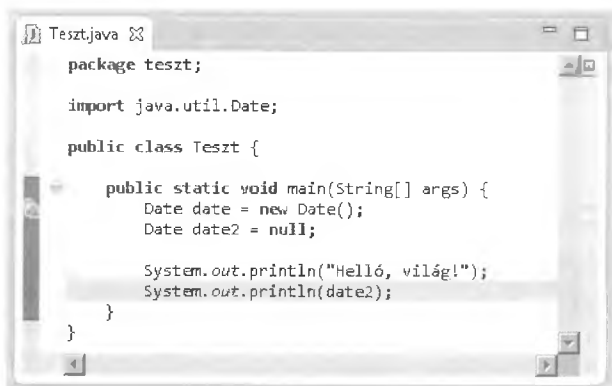 Teszt.java
package teszt;
import java.util.Date;
public class Teszt {
public static void main(String[] args) {
Date date = new Date();
Date date2 = null;
System.out.println("Helló, világ!");
System.out.println(date2);
}
}